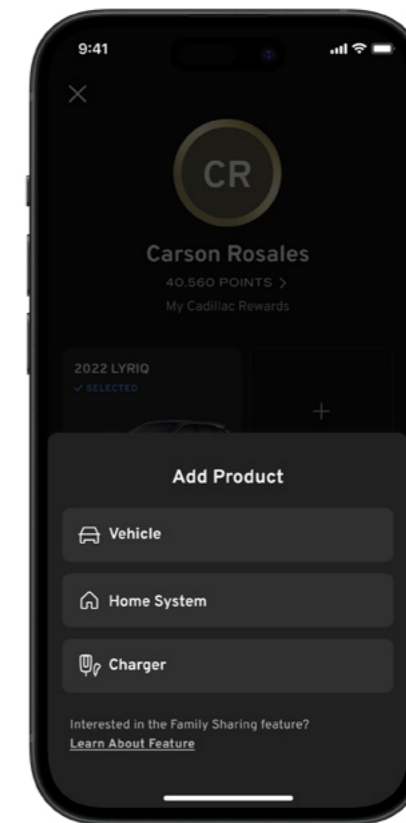 9:41
CR
Carson Rosales
40,560 POINTS >
My Cadillac Rewards
2022 LYRIQ
✓ SELECTED
+
Add Product
Vehicle
Home System
Charger
Interested in the Family Sharing feature?
Learn About Feature